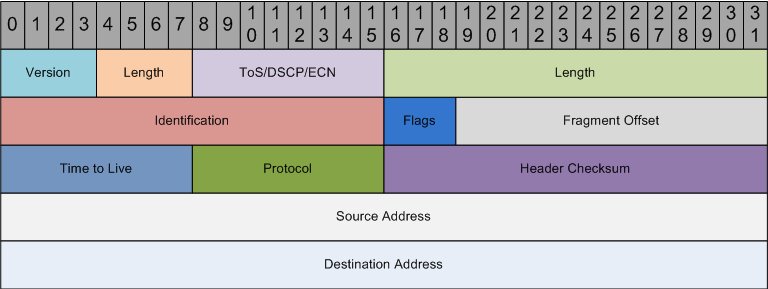 0 1 2 3 4 5 6 7 8 9 10 11 12 13 14 15 16 17 18 19 20 21 22 23 24 25 26 27 28 29 30 31
Version Length ToS/DSCP/ECN Length
Identification Flags Fragment Offset
Time to Live Protocol Header Checksum
Source Address
Destination Address